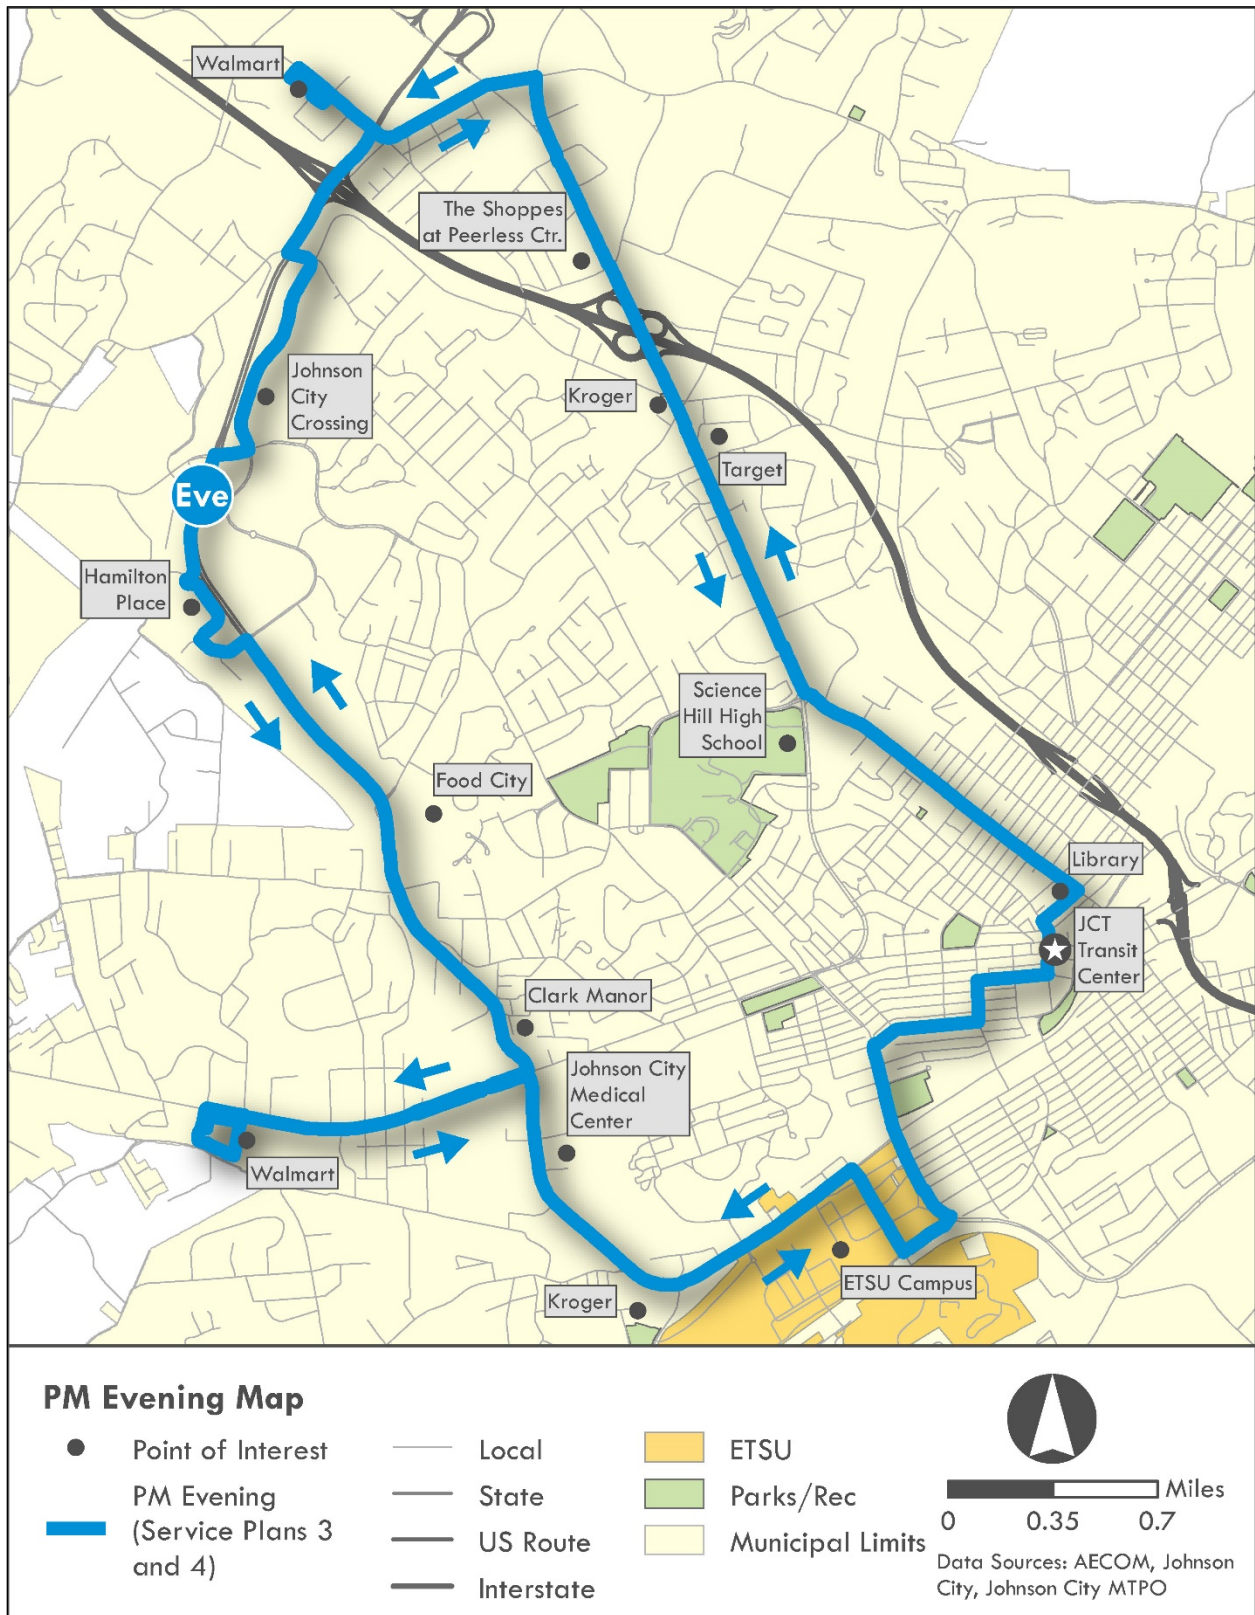 Walmart
The Shoppes
at Peerless Ctr.
Johnson
City
Crossing
Kroger
Target
Eve
Hamilton
Place
Science
Hill High
School
Food City
Library
JCT
Transit
Center
Clark Manor
Johnson City
Medical
Center
Walmart
ETSU Campus
Kroger
PM Evening Map
Point of Interest
PM Evening
(Service Plans 3
and 4)
Local
State
US Route
Interstate
ETSU
Parks/Rec
Municipal Limits
Miles
0 0.35 0.7
Data Sources: AECOM, Johnson
City, Johnson City MTPO